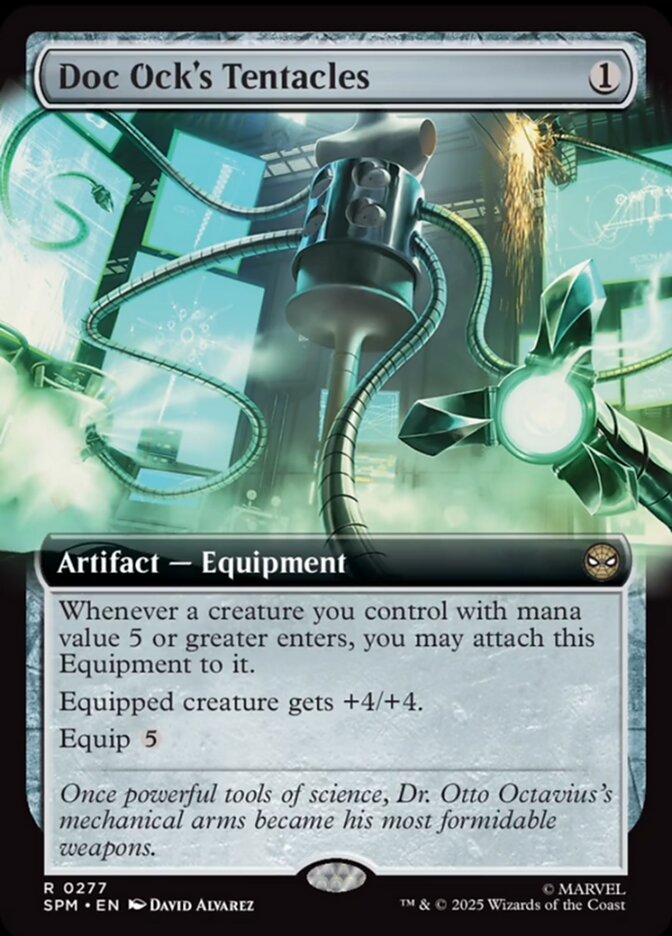 Doc Ock's Tentacles 1
Artifact — Equipment
Whenever a creature you control with mana
value 5 or greater enters, you may attach this
Equipment to it.
Equipped creature gets +4/+4.
Equip 5
Once powerful tools of science, Dr. Otto Octavius's
mechanical arms became his most formidable
weapons.
R 0277
SPM • EN David Alvarez
© MARVEL
™ & © 2025 Wizards of the Coast